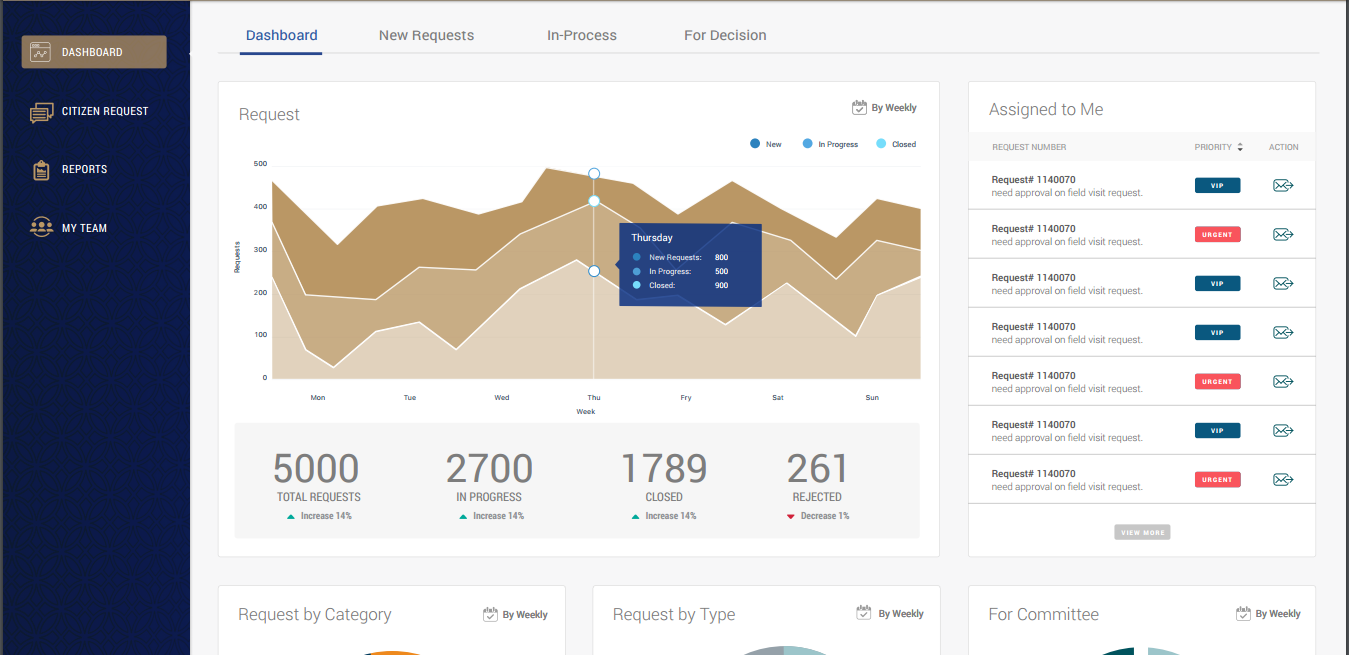 DASHBOARD
CITIZEN REQUEST
REPORTS
MY TEAM
Dashboard New Requests In-Process For Decision
Request
By Weekly
New In Progress Closed
500
400
300
200
100
0
Requests
Thursday
New Requests: 800
In Progress: 500
Closed: 900
Mon Tue Wed Thu Fry Sat Sun
Week
5000 2700 1789 261
TOTAL REQUESTS IN PROGRESS CLOSED REJECTED
Increase 14% Increase 14% Increase 14% Decrease 1%
Assigned to Me
REQUEST NUMBER PRIORITY ACTION
Request# 1140070
need approval on field visit request.
VIP
Request# 1140070
need approval on field visit request.
URGENT
Request# 1140070
need approval on field visit request.
VIP
Request# 1140070
need approval on field visit request.
VIP
Request# 1140070
need approval on field visit request.
URGENT
Request# 1140070
need approval on field visit request.
VIP
Request# 1140070
need approval on field visit request.
URGENT
VIEW MORE
Request by Category
By Weekly
Request by Type
By Weekly
For Committee
By Weekly